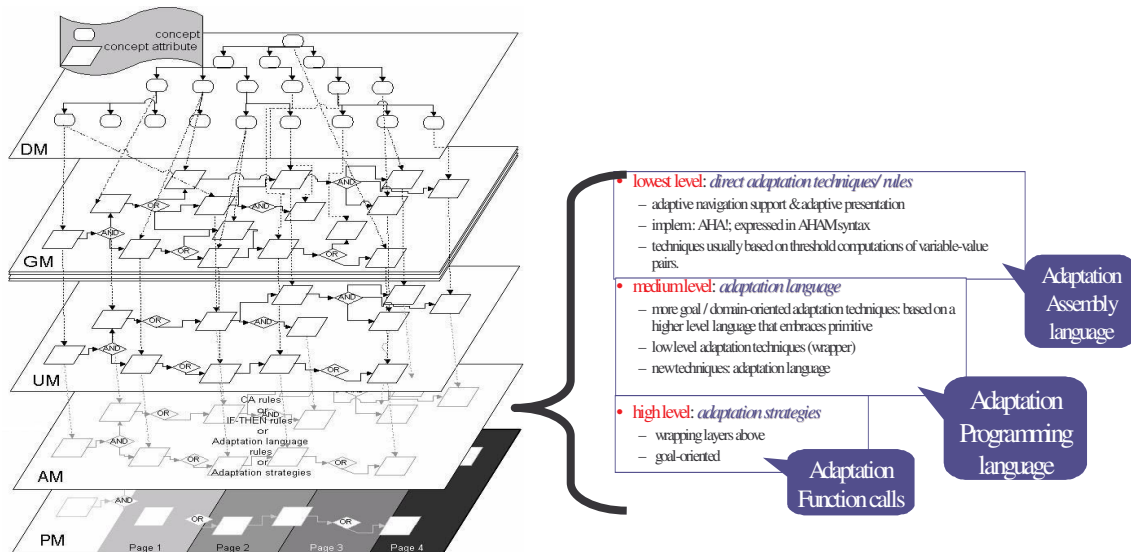 concept
concept attribute
DM
AND
OR
AND
AND
OR
OR
GM
OR
OR
AND
OR
OR
UM
CA rules
or
OR
AND
IF-THEN rules
or
Adaptation language
AND
rules
or
OR
OR
Adaptation strategies
AM
AND
OR
OR
PM
Page 1
Page 2
Page 3
Page 4
• lowest level: direct adaptation techniques/ rules
– adaptive navigation support & adaptive presentation
– implem.: AHA!; expressed in AHAM syntax
– techniques usually based on threshold computations of variable-value
pairs.
Adaptation
Assembly
language
• medium level: adaptation language
– more goal / domain-oriented adaptation techniques: based on a
higher level language that embraces primitive
– low level adaptation techniques (wrapper)
– new techniques: adaptation language
Adaptation
Programming
language
• high level: adaptation strategies
– wrapping layers above
– goal-oriented
Adaptation
Function calls